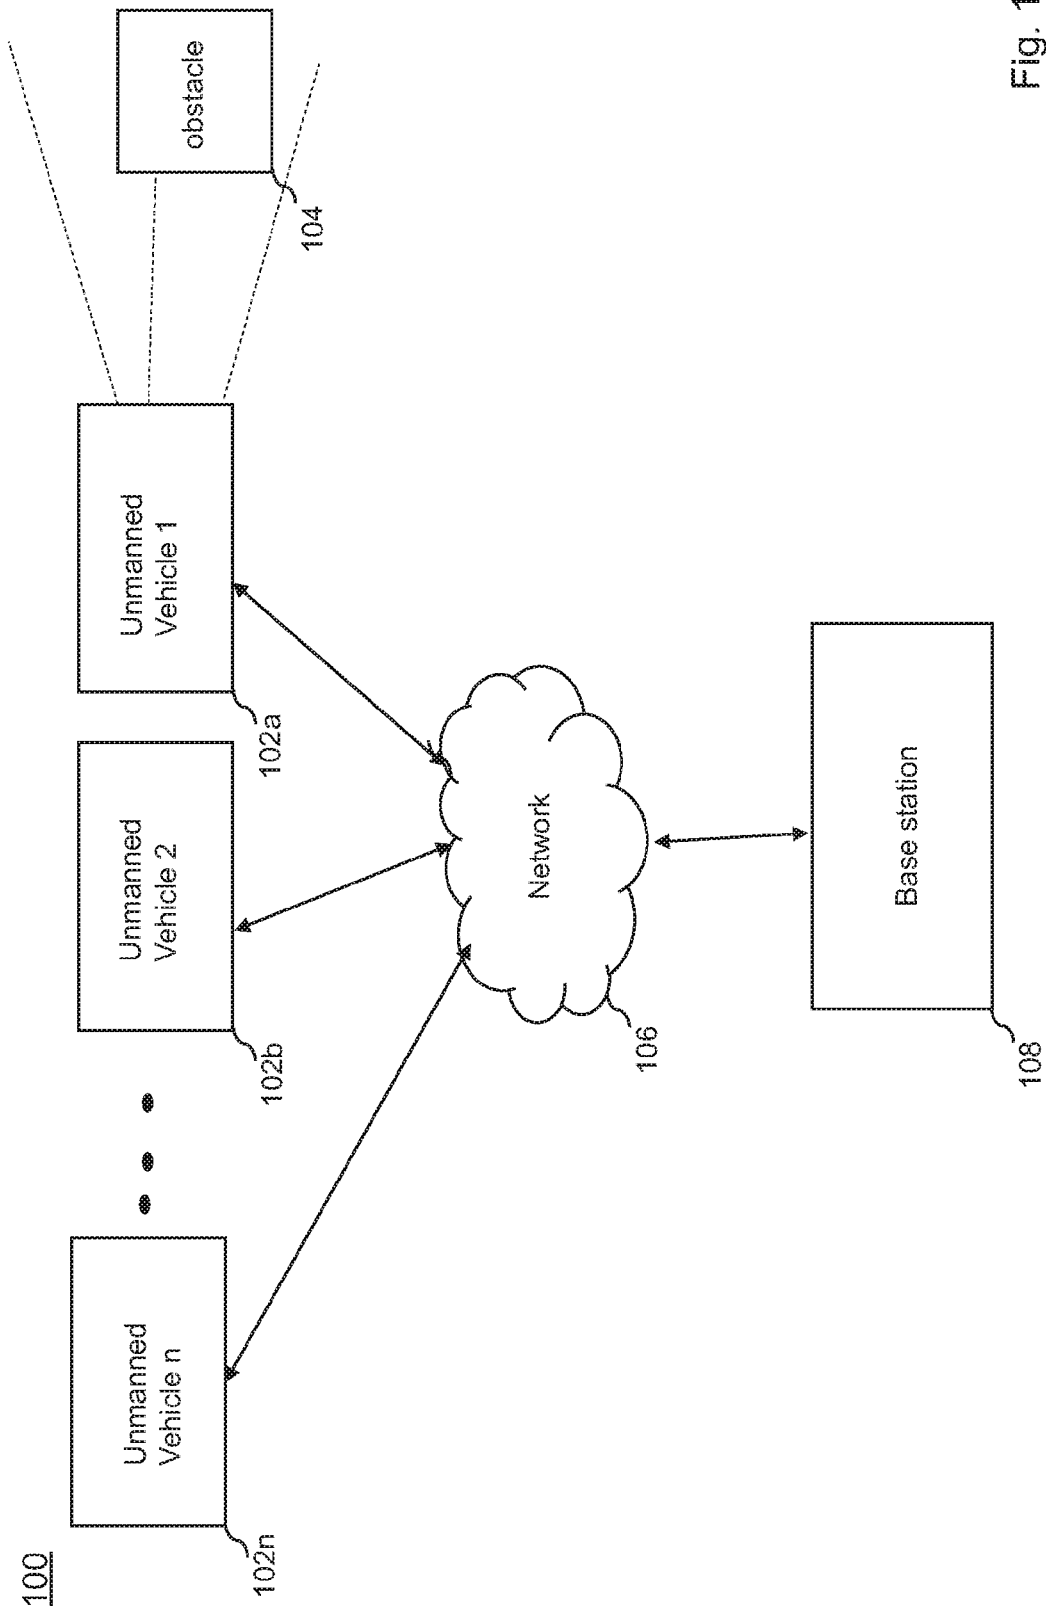 100
Unmanned
Vehicle n
102n
Unmanned
Vehicle 2
102b
Unmanned
Vehicle 1
102a
obstacle
104
Network
106
Base station
108
Fig. 1